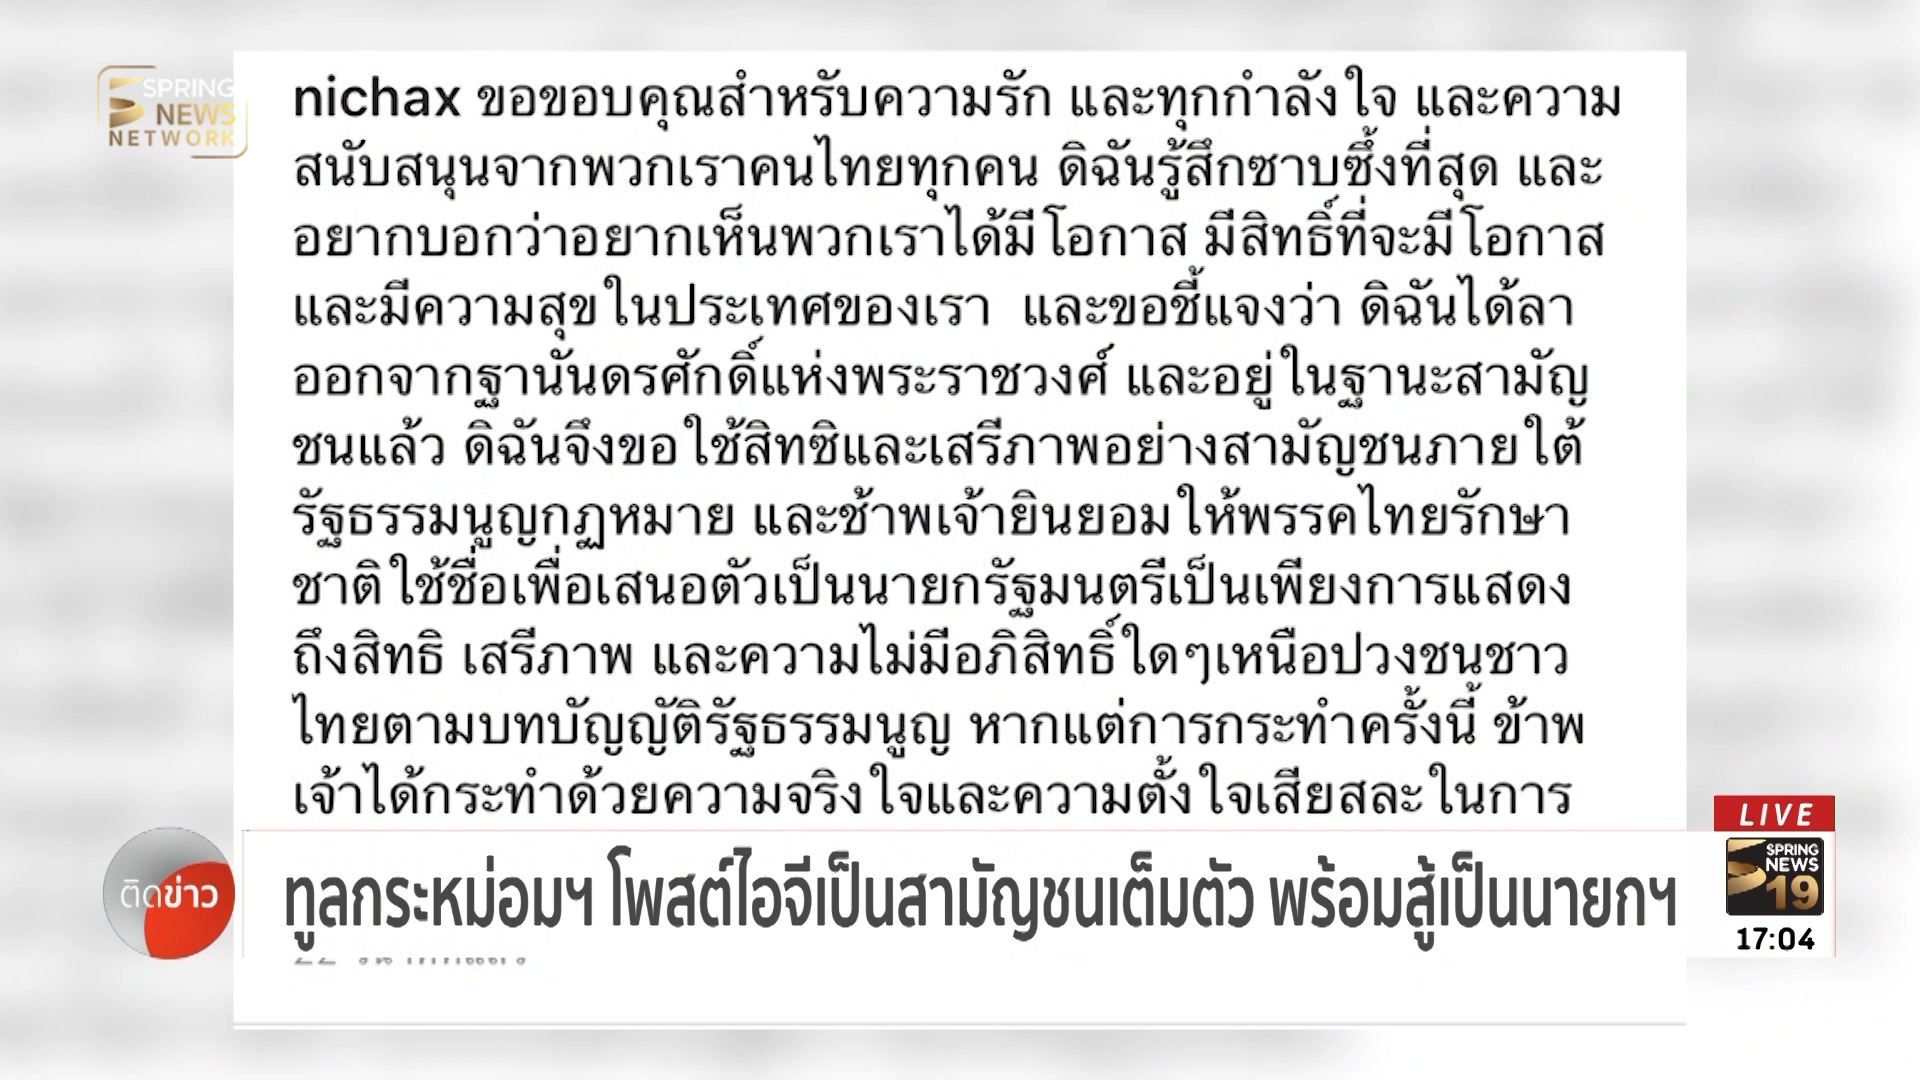 SPRING
NEWS
NETWORK
nichax ขอขอบคุณสำหรับความรัก และทุกกำลังใจ และความ
สนับสนุนจากพวกเราคนไทยทุกคน ดิฉันรู้สึกซาบซึ้งที่สุด และ
อยากบอกว่าอยากเห็นพวกเราได้มีโอกาส มีสิทธิ์ที่จะมีโอกาส
และมีความสุขในประเทศของเรา และขอชี้แจงว่า ดิฉันได้ลา
ออกจากฐานันดรศักดิ์แห่งพระราชวงศ์ และอยู่ในฐานะสามัญ
ชนแล้ว ดิฉันจึงขอใช้สิทซิและเสรีภาพอย่างสามัญชนภายใต้
รัฐธรรมนูญกฏหมาย และช้าพเจ้ายินยอมให้พรรคไทยรักษา
ชาติใช้ชื่อเพื่อเสนอตัวเป็นนายกรัฐมนตรีเป็นเพียงการแสดง
ถึงสิทธิ เสรีภาพ และความไม่มีอภิสิทธิ์ใดๆเหนือปวงชนชาว
ไทยตามบทบัญญัติรัฐธรรมนูญ หากแต่การกระทำครั้งนี้ ข้าพ
เจ้าได้กระทำด้วยความจริงใจและความตั้งใจเสียสละในการ
LIVE
ติดข่าว
ทูลกระหม่อมฯ โพสต์ไอจีเป็นสามัญชนเต็มตัว พร้อมสู้เป็นนายกฯ
SPRING
NEWS
19
17:04